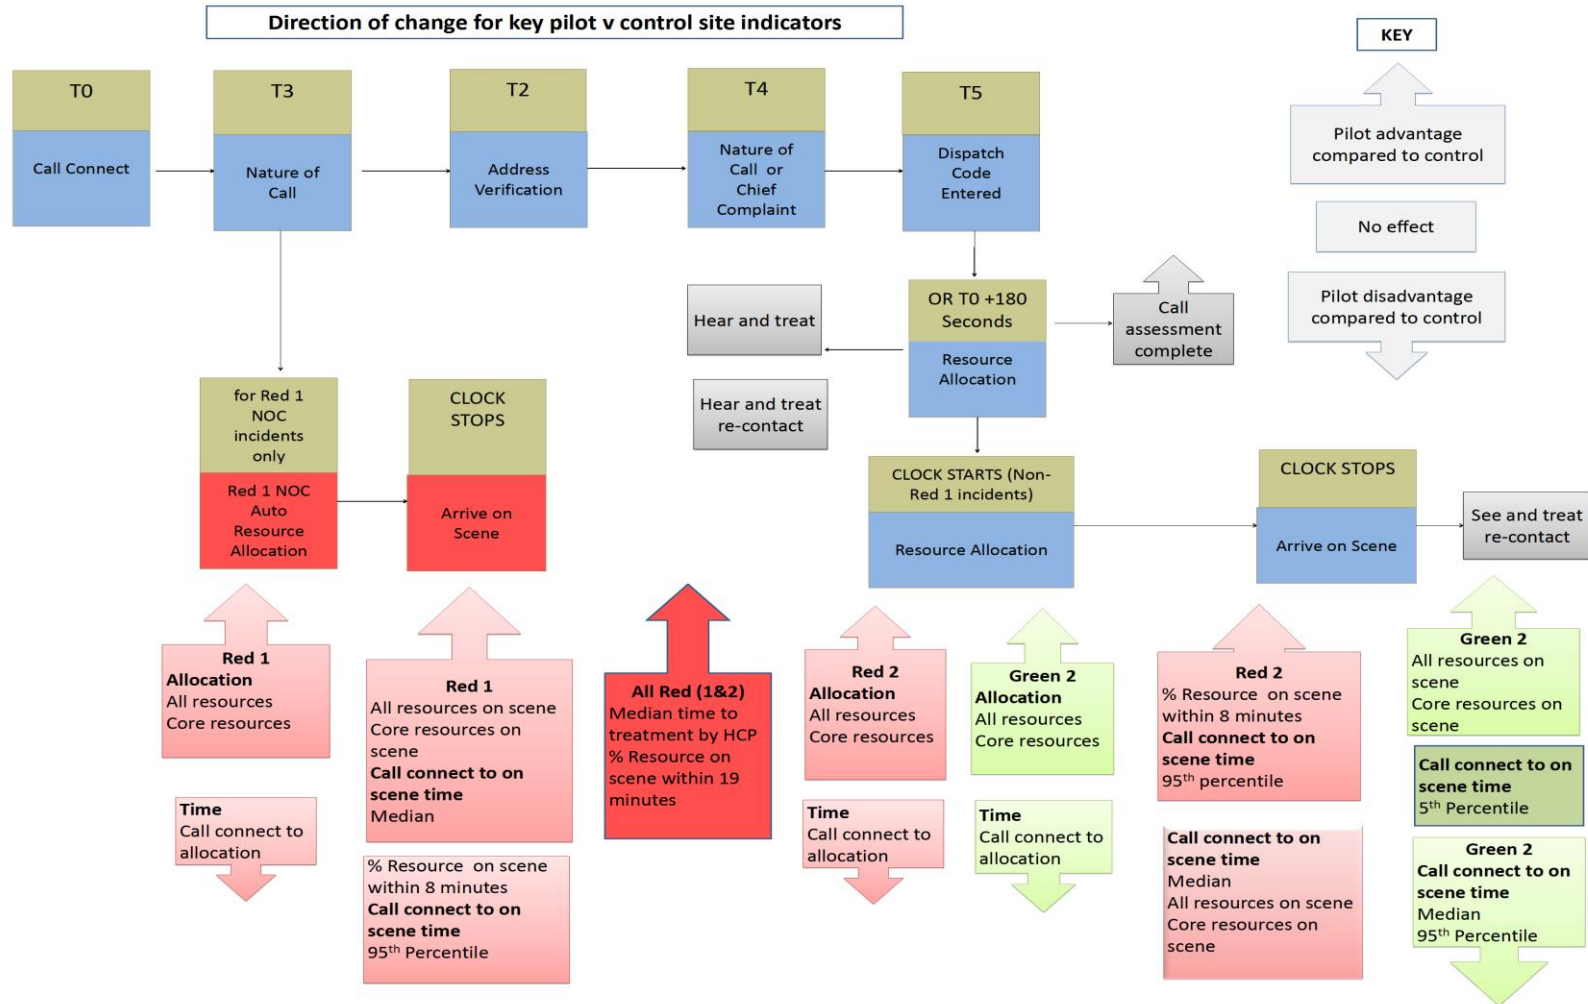 Direction of change for key pilot v control site indicators
KEY
T0
Call Connect
T3
Nature of
Call
T2
Address
Verification
T4
Nature of
Call or
Chief
Complaint
T5
Dispatch
Code
Entered
Pilot advantage
compared to control
No effect
Pilot disadvantage
compared to control
Hear and treat
Hear and treat
re-contact
OR T0 +180
Seconds
Resource
Allocation
Call
assessment
complete
for Red 1
NOC
incidents
only
Red 1 NOC
Auto
Resource
Allocation
CLOCK
STOPS
Arrive on
Scene
CLOCK STARTS (Non-
Red 1 incidents)
Resource Allocation
CLOCK STOPS
Arrive on Scene
See and treat
re-contact
Red 1
Allocation
All resources
Core resources
Time
Call connect to
allocation
Red 1
All resources on scene
Core resources on
scene
Call connect to on
scene time
Median
% Resource on scene
within 8 minutes
Call connect to on
scene time
95th Percentile
All Red (1&2)
Median time to
treatment by HCP
% Resource on
scene within 19
minutes
Red 2
Allocation
All resources
Core resources
Time
Call connect to
allocation
Green 2
Allocation
All resources
Core resources
Time
Call connect to
allocation
Red 2
% Resource on scene
within 8 minutes
Call connect to on
scene time
95th percentile
Call connect to on
scene time
Median
All resources on scene
Core resources on
scene
Green 2
All resources on
scene
Core resources on
scene
Call connect to on
scene time
5th Percentile
Green 2
Call connect to on
scene time
Median
95th Percentile